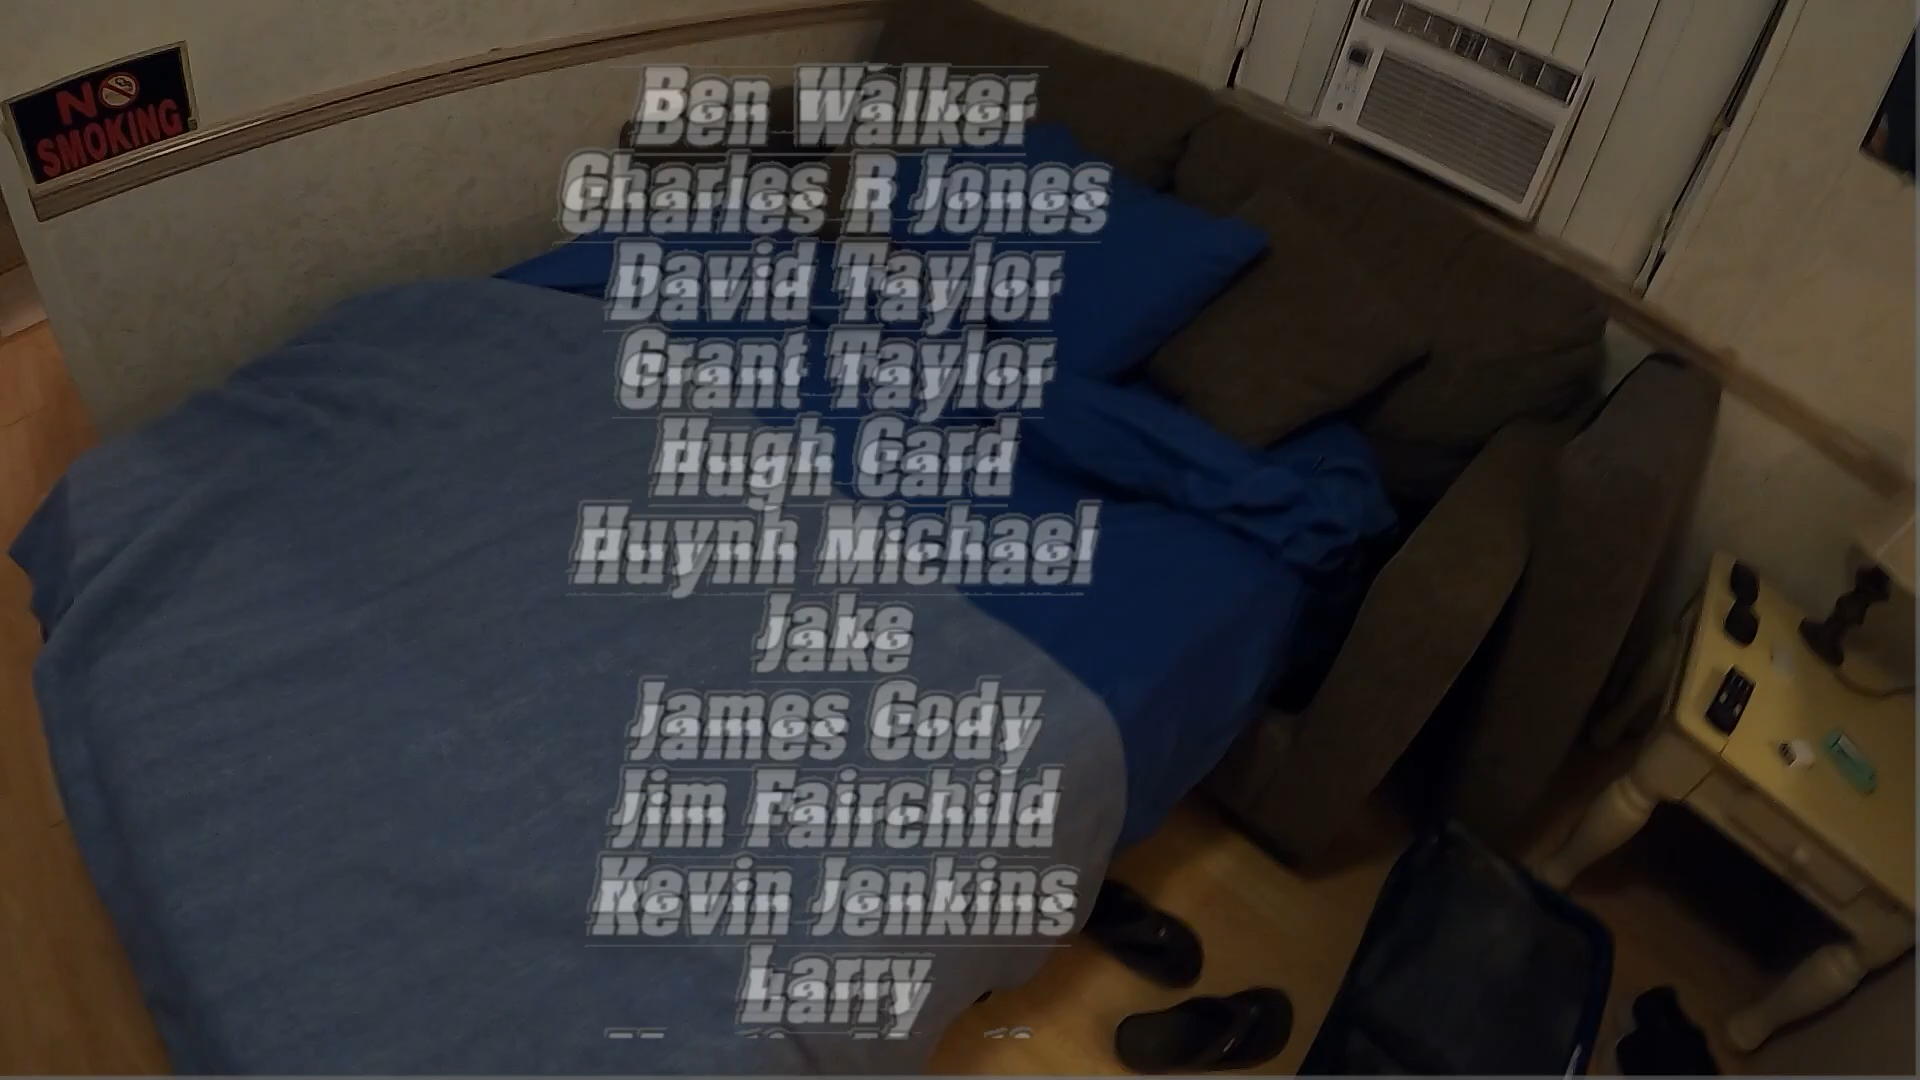 NO
SMOKING
Ben Walker
Charles R Jones
David Taylor
Grant Taylor
Hugh Card
Huynh Michael
Jake
James Cody
Jim Fairchild
Kevin Jenkins
Larry